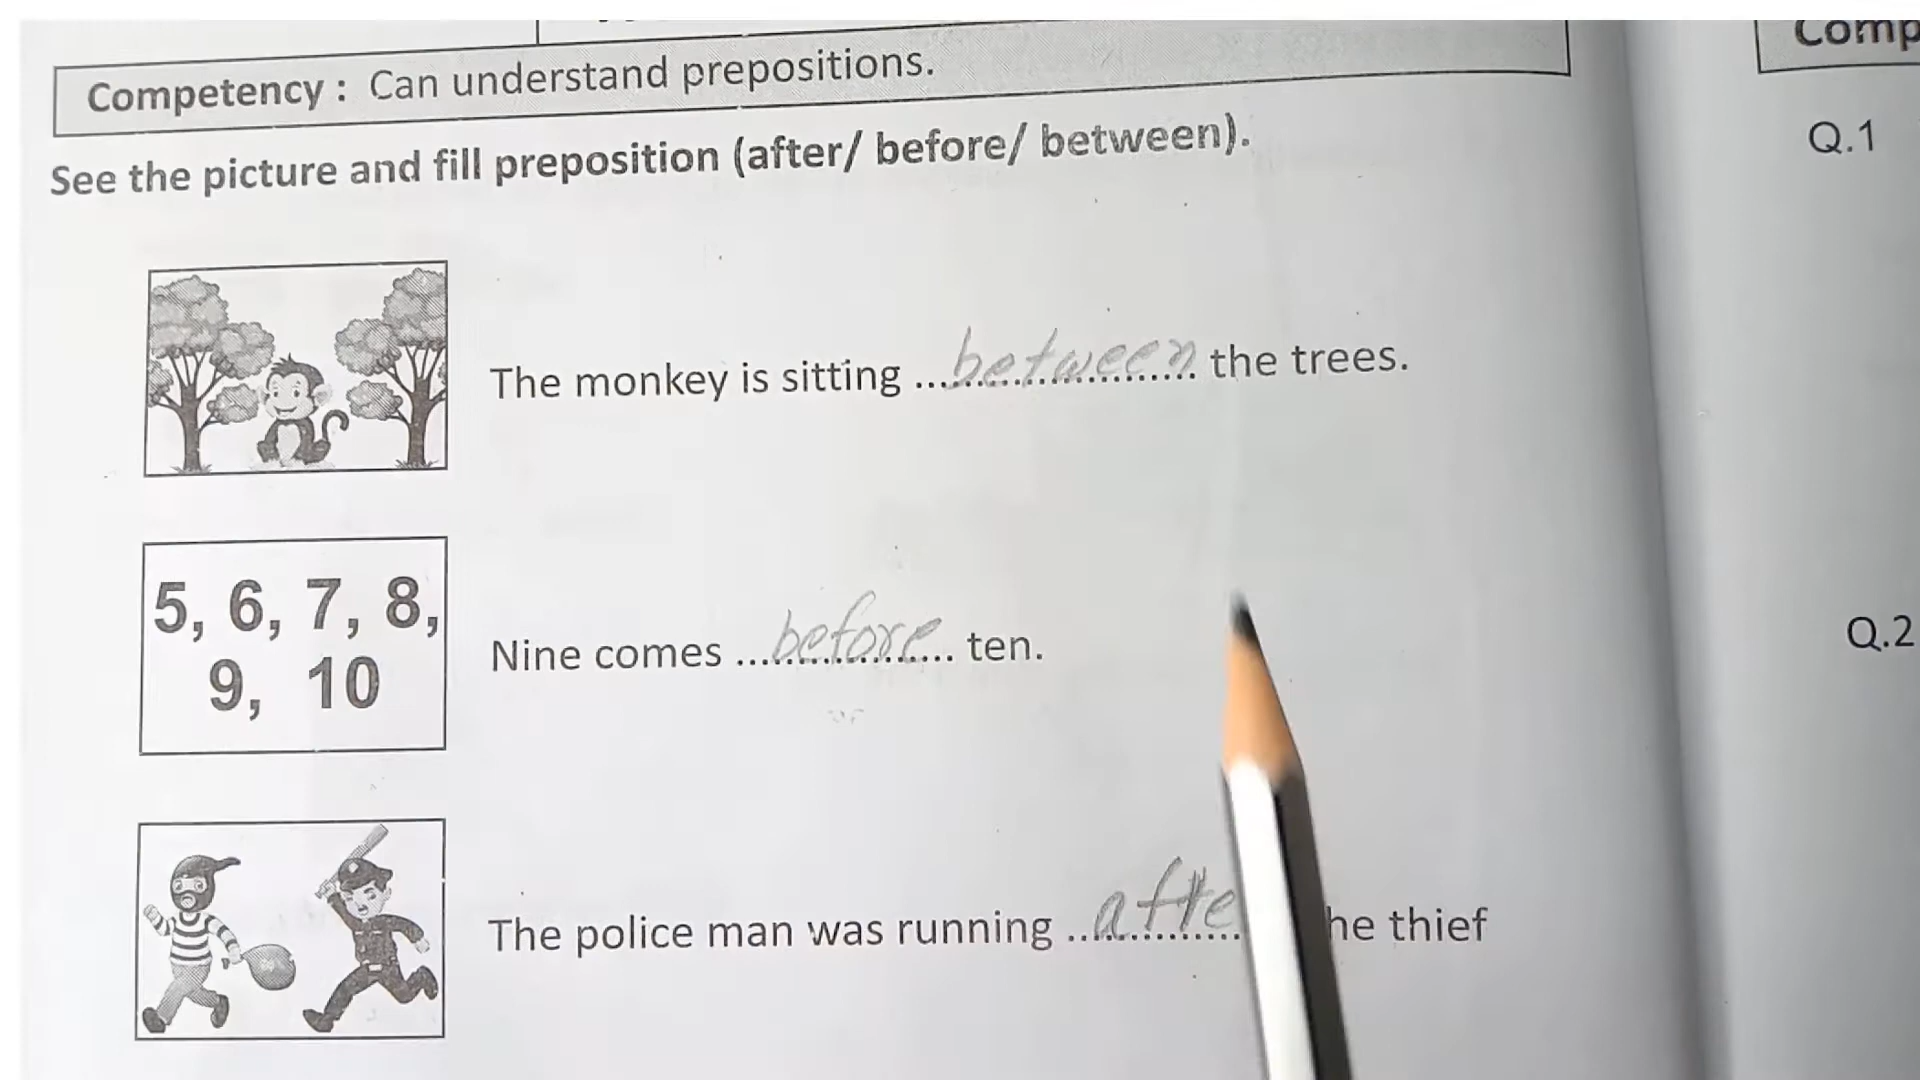 Competency : Can understand prepositions.
See the picture and fill preposition (after/ before/ between).
The monkey is sitting ....between.... the trees.
5, 6, 7, 8,
9, 10
Nine comes ....before.... ten.
The police man was running ....afte he thief
Comp
Q.1
Q.2